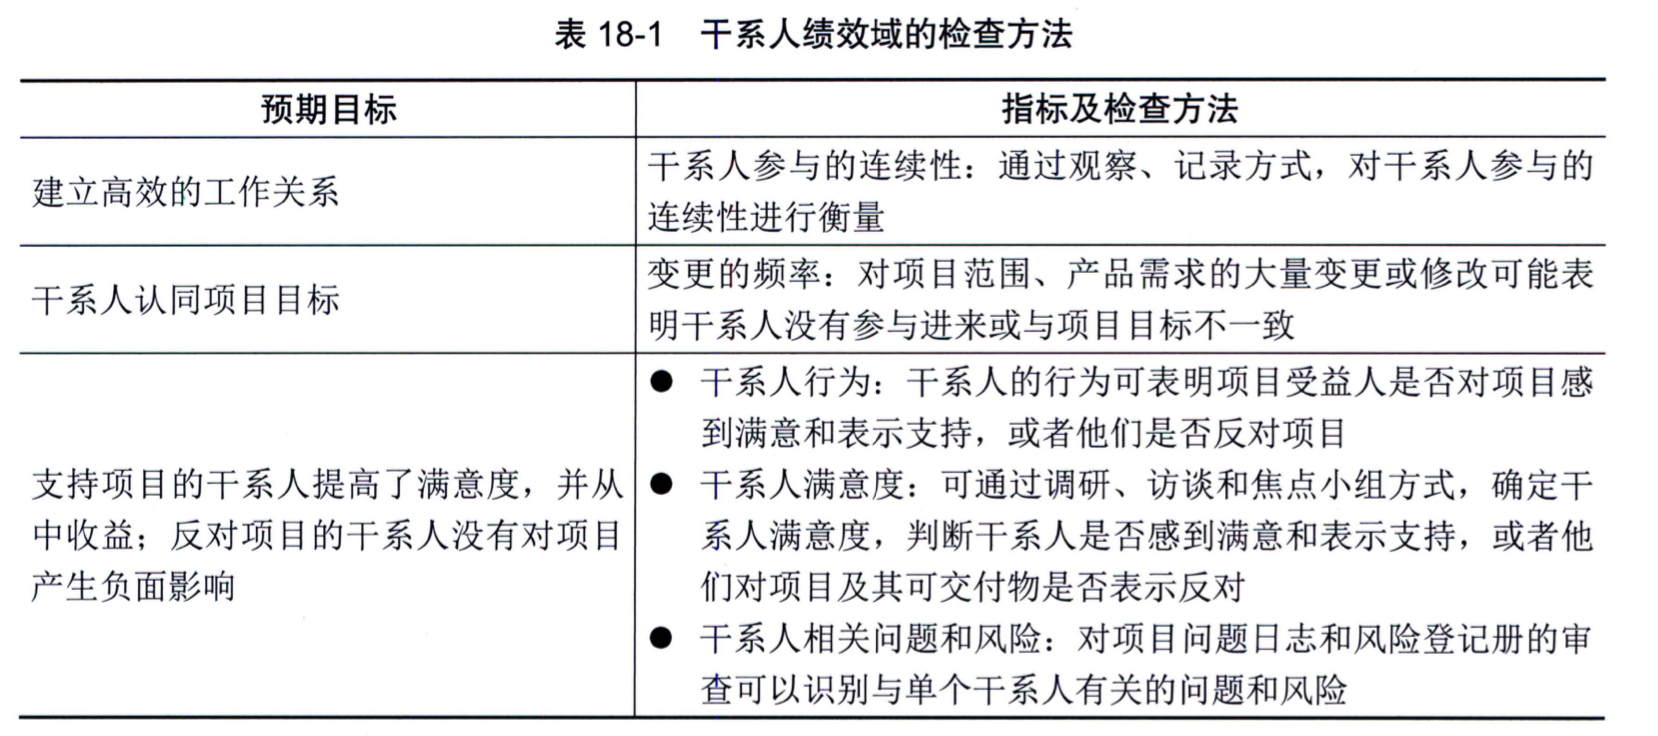 表 18-1 干系人绩效域的检查方法
预期目标
指标及检查方法
建立高效的工作关系
干系人参与的连续性：通过观察、记录方式，对干系人参与的
连续性进行衡量
干系人认同项目目标
变更的频率：对项目范围、产品需求的大量变更或修改可能表
明干系人没有参与进来或与项目目标不一致
支持项目的干系人提高了满意度，并从
中收益；反对项目的干系人没有对项目
产生负面影响
● 干系人行为：干系人的行为可表明项目受益人是否对项目感
到满意和表示支持，或者他们是否反对项目
● 干系人满意度：可通过调研、访谈和焦点小组方式，确定干
系人满意度，判断干系人是否感到满意和表示支持，或者他
们对项目及其可交付物是否表示反对
● 干系人相关问题和风险：对项目问题日志和风险登记册的审
查可以识别与单个干系人有关的问题和风险